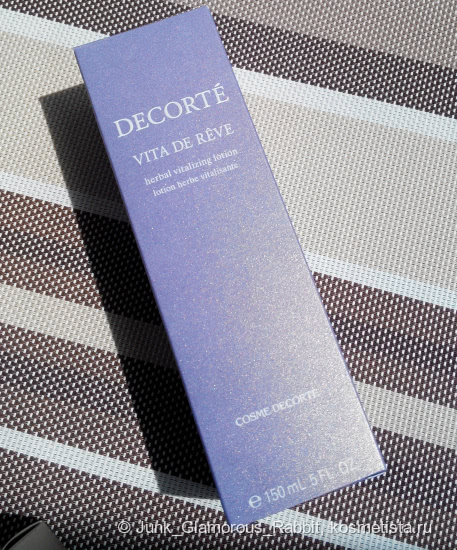 DECORTÉ
VITA DE RÊVE
herbal vitalizing lotion
lotion herbe vitalisante
COSME DECORTE
℮ 150 mL 5 FL. OZ.
© Junk_Glamorous_Rabbit kosmetista.ru